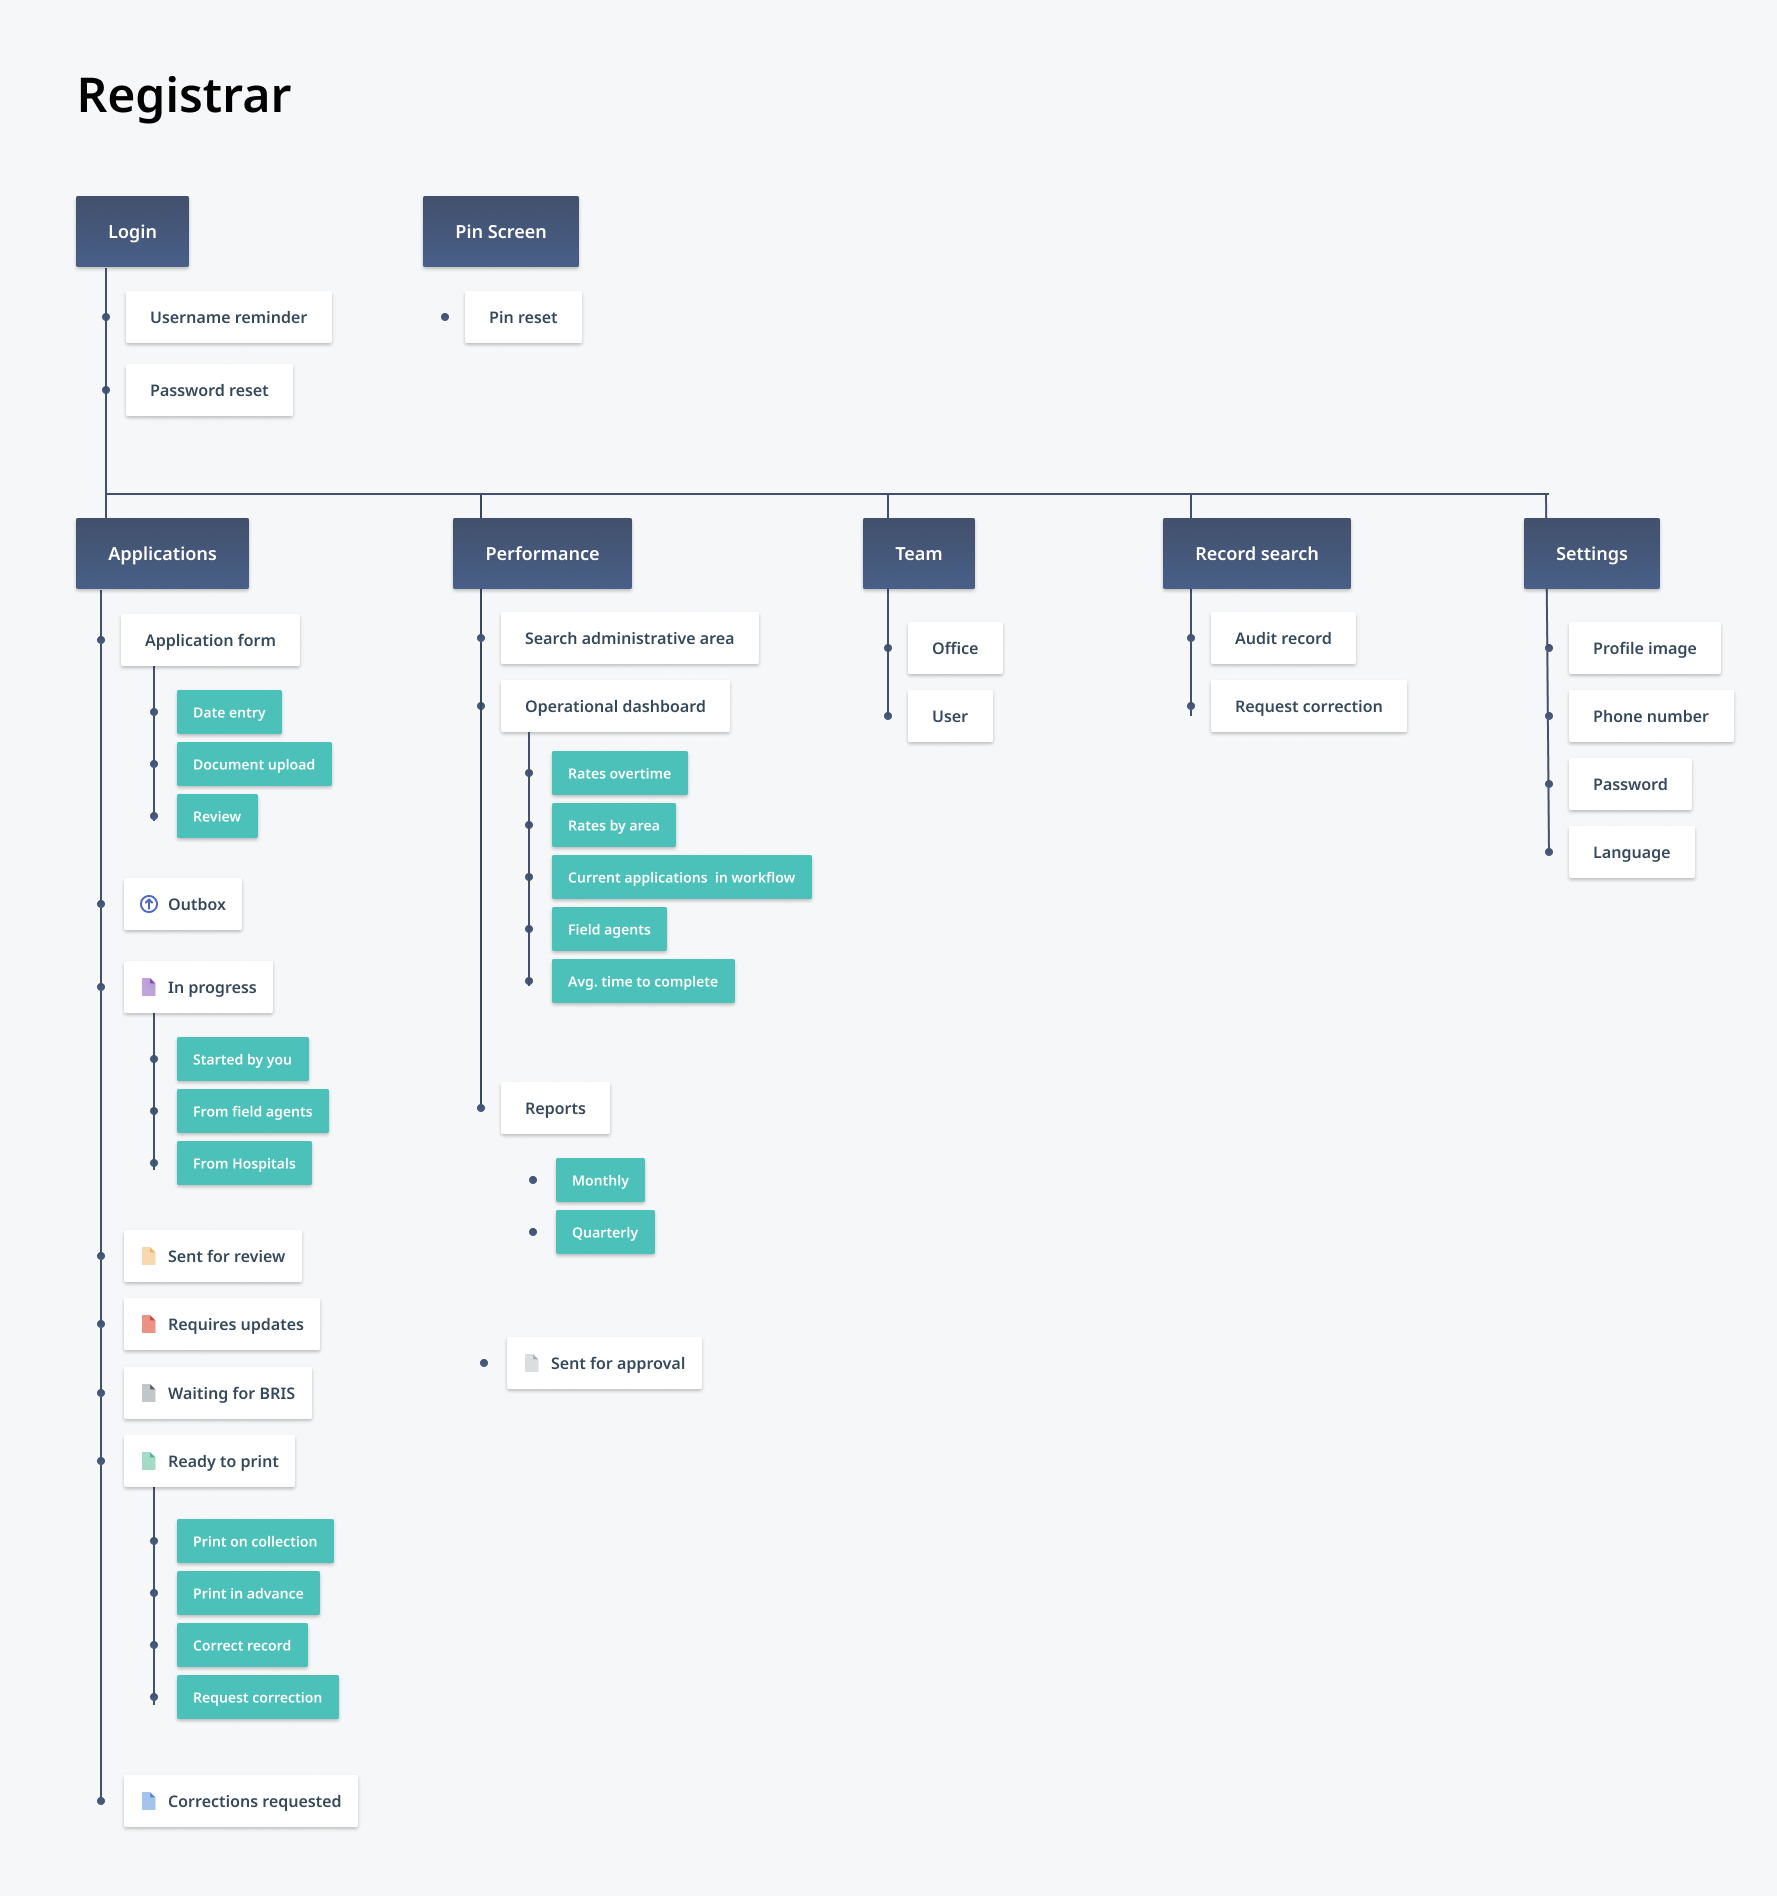 Registrar
Login
Pin Screen
Username reminder
Pin reset
Password reset
Applications
Performance
Team
Record search
Settings
Application form
Date entry
Document upload
Review
Outbox
In progress
Started by you
From field agents
From Hospitals
Sent for review
Requires updates
Waiting for BRIS
Ready to print
Print on collection
Print in advance
Correct record
Request correction
Corrections requested
Search administrative area
Operational dashboard
Rates overtime
Rates by area
Current applications  in workflow
Field agents
Avg. time to complete
Reports
Monthly
Quarterly
Sent for approval
Office
User
Audit record
Request correction
Profile image
Phone number
Password
Language